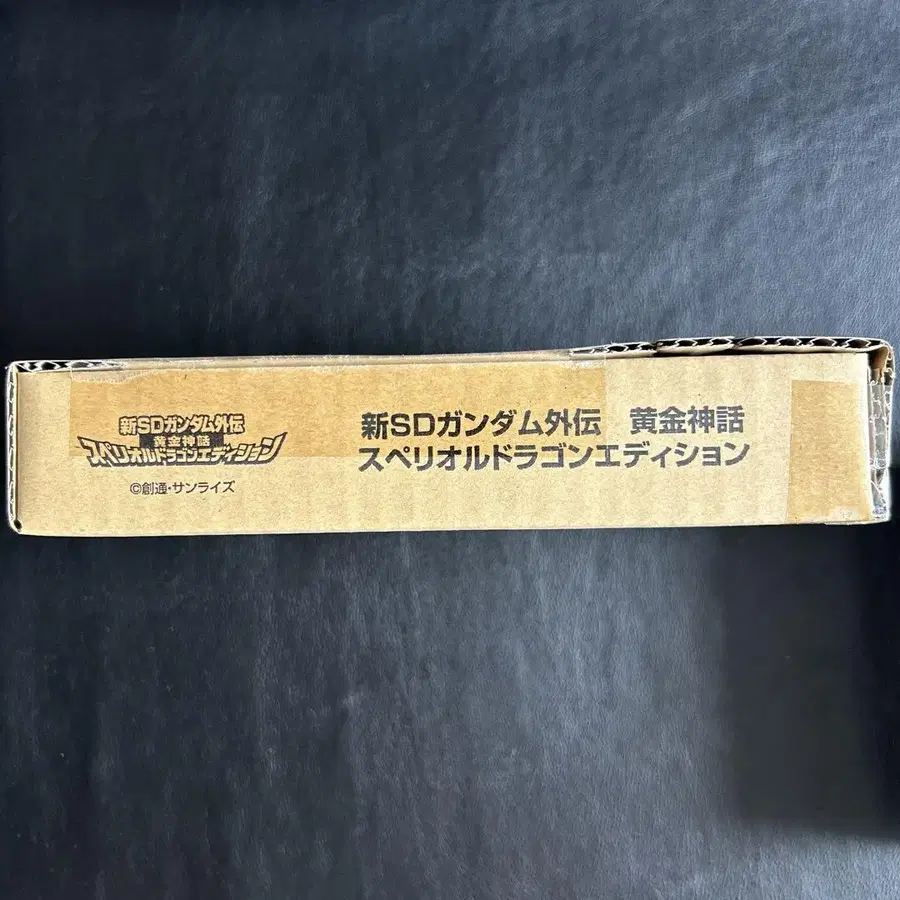 新SDガンダム外伝
黄金神話
スペリオルドラゴンエディション
©創通・サンライズ
新SDガンダム外伝　黄金神話
スペリオルドラゴンエディション